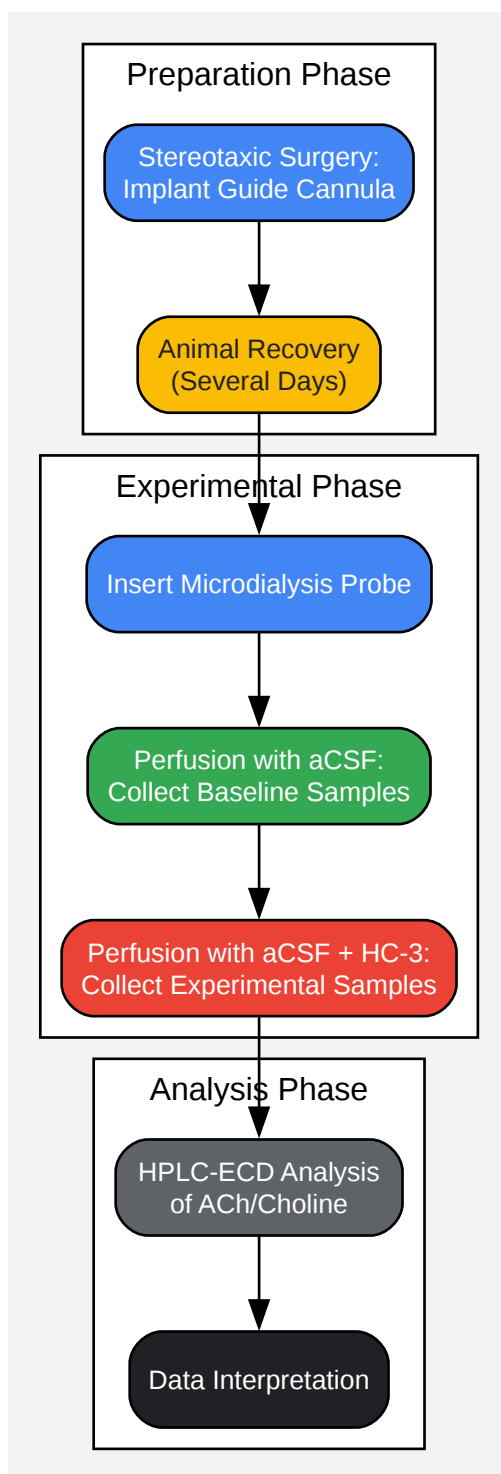 Preparation Phase
Stereotaxic Surgery:
Implant Guide Cannula
Animal Recovery
(Several Days)
Experimental Phase
Insert Microdialysis Probe
Perfusion with aCSF:
Collect Baseline Samples
Perfusion with aCSF + HC-3:
Collect Experimental Samples
Analysis Phase
HPLC-ECD Analysis
of ACh/Choline
Data Interpretation